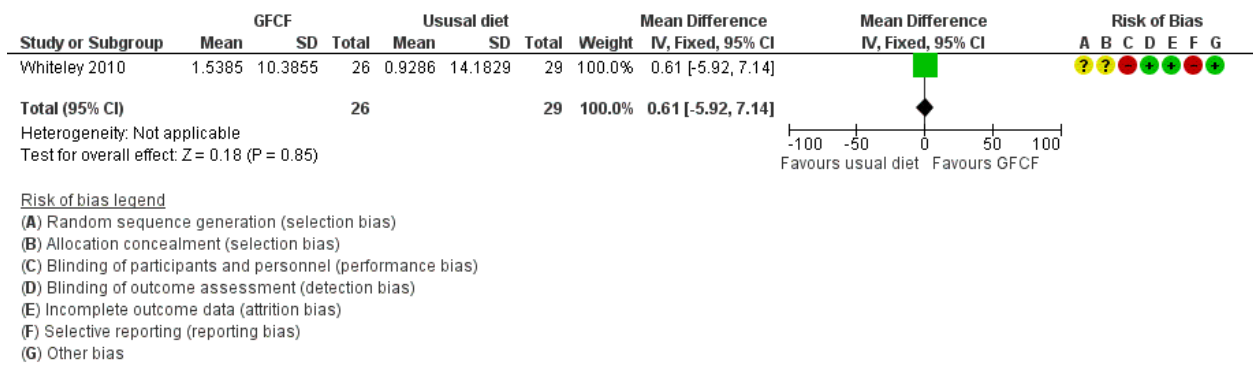 GFCF Ususal diet Mean Difference Mean Difference Risk of Bias
Study or Subgroup Mean SD Total Mean SD Total Weight IV, Fixed, 95% CI IV, Fixed, 95% CI A B C D E F G
Whiteley 2010 1.5385 10.3855 26 0.9286 14.1829 29 100.0% 0.61 [-5.92, 7.14] ? ? - + + - +
Total (95% CI) 26 29 100.0% 0.61 [-5.92, 7.14]
Heterogeneity: Not applicable
Test for overall effect: Z = 0.18 (P = 0.85)
-100 -50 0 50 100
Favours usual diet Favours GFCF
Risk of bias legend
(A) Random sequence generation (selection bias)
(B) Allocation concealment (selection bias)
(C) Blinding of participants and personnel (performance bias)
(D) Blinding of outcome assessment (detection bias)
(E) Incomplete outcome data (attrition bias)
(F) Selective reporting (reporting bias)
(G) Other bias